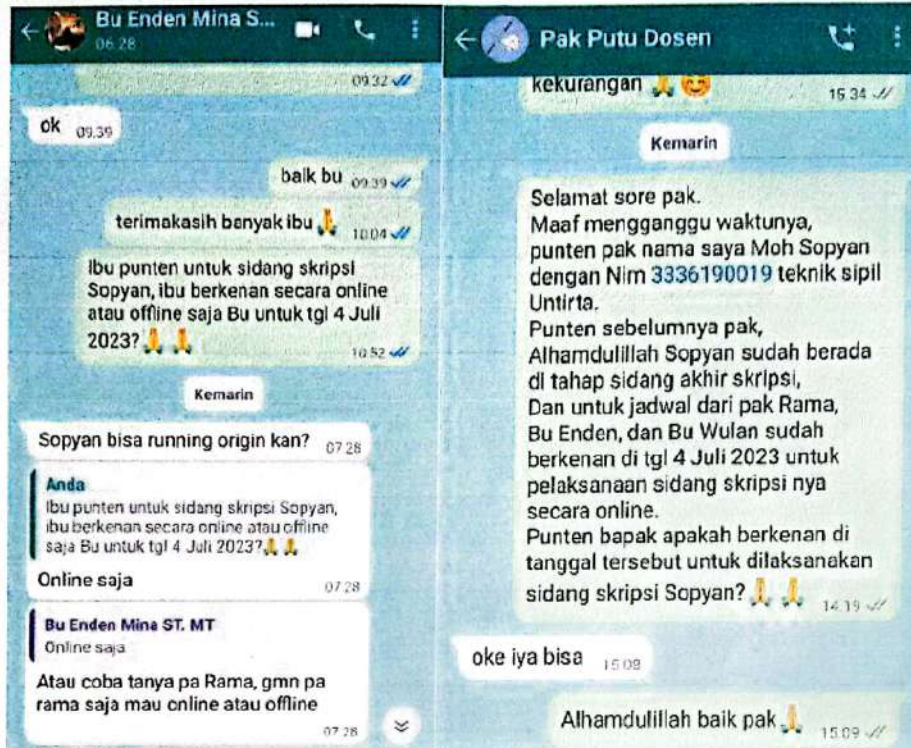 Bu Enden Mina S...
06.28
09.32
ok 09.39
baik bu 09.39
terimakasih banyak ibu🙏 10.04
Ibu punten untuk sidang skripsi
Sopyan, ibu berkenan secara online
atau offline saja Bu untuk tgl 4 Juli
2023?🙏🙏
10.52
Kemarin
Sopyan bisa running origin kan? 07.28
Anda
Ibu punten untuk sidang skripsi Sopyan,
ibu berkenan secara online atau offline
saja Bu untuk tgl 4 Juli 2023?🙏🙏
Online saja 07.28
Bu Enden Mina ST. MT
Online saja
Atau coba tanya pa Rama, gmn pa
rama saja mau online atau offline
07.28
Pak Putu Dosen
kekurangan 🙏☺️ 15.34
Kemarin
Selamat sore pak.
Maaf mengganggu waktunya,
punten pak nama saya Moh Sopyan
dengan Nim 3336190019 teknik sipil
Untirta.
Punten sebelumnya pak,
Alhamdulillah Sopyan sudah berada
di tahap sidang akhir skripsi,
Dan untuk jadwal dari pak Rama,
Bu Enden, dan Bu Wulan sudah
berkenan di tgl 4 Juli 2023 untuk
pelaksanaan sidang skripsi nya
secara online.
Punten bapak apakah berkenan di
tanggal tersebut untuk dilaksanakan
sidang skripsi Sopyan?🙏🙏 14.19
oke iya bisa 15.09
Alhamdulillah baik pak🙏 15.09